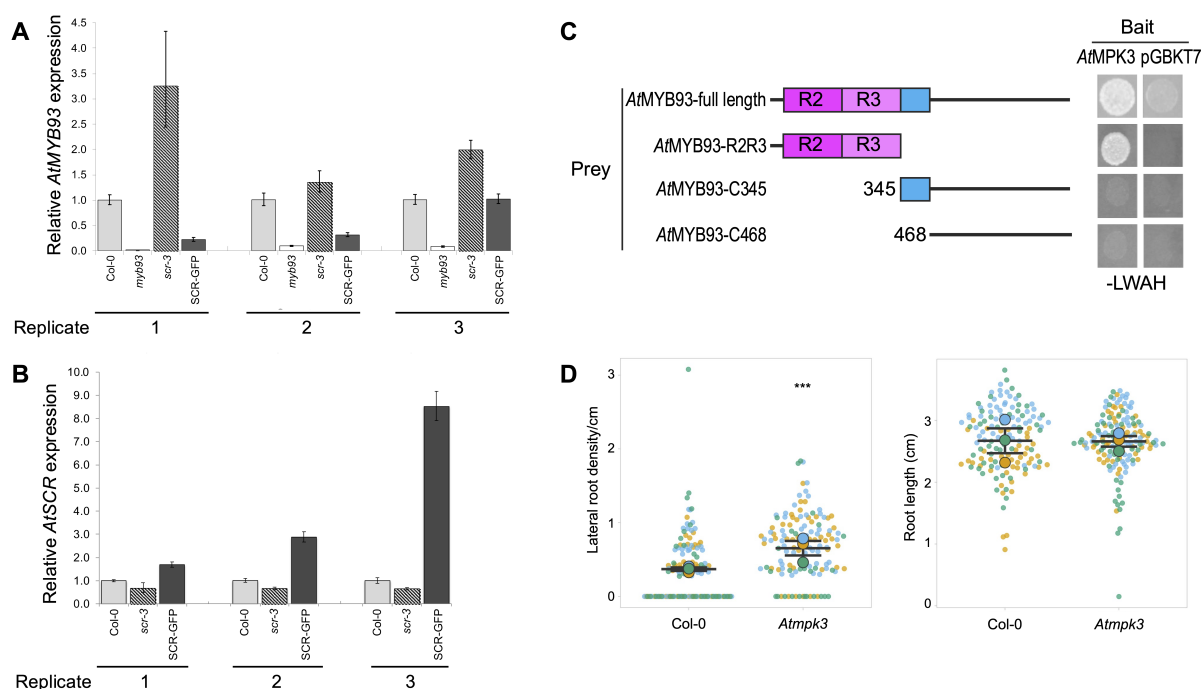 A
Relative AtMYB93 expression
4.5
4.0
3.5
3.0
2.5
2.0
1.5
1.0
0.5
0.0
Col-0
myb93
scr-3
SCR-GFP
Col-0
myb93
scr-3
SCR-GFP
Col-0
myb93
scr-3
SCR-GFP
Replicate 1 2 3
B
Relative AtSCR expression
10.0
9.0
8.0
7.0
6.0
5.0
4.0
3.0
2.0
1.0
0.0
Col-0
scr-3
SCR-GFP
Col-0
scr-3
SCR-GFP
Col-0
scr-3
SCR-GFP
Replicate 1 2 3
C
Bait
AtMPK3 pGBKT7
Prey
AtMYB93-full length R2 R3
AtMYB93-R2R3 R2 R3
AtMYB93-C345 345
AtMYB93-C468 468
-LWAH
D
Lateral root density/cm
3
2
1
0
***
Col-0 Atmpk3
Root length (cm)
3
2
1
0
Col-0 Atmpk3